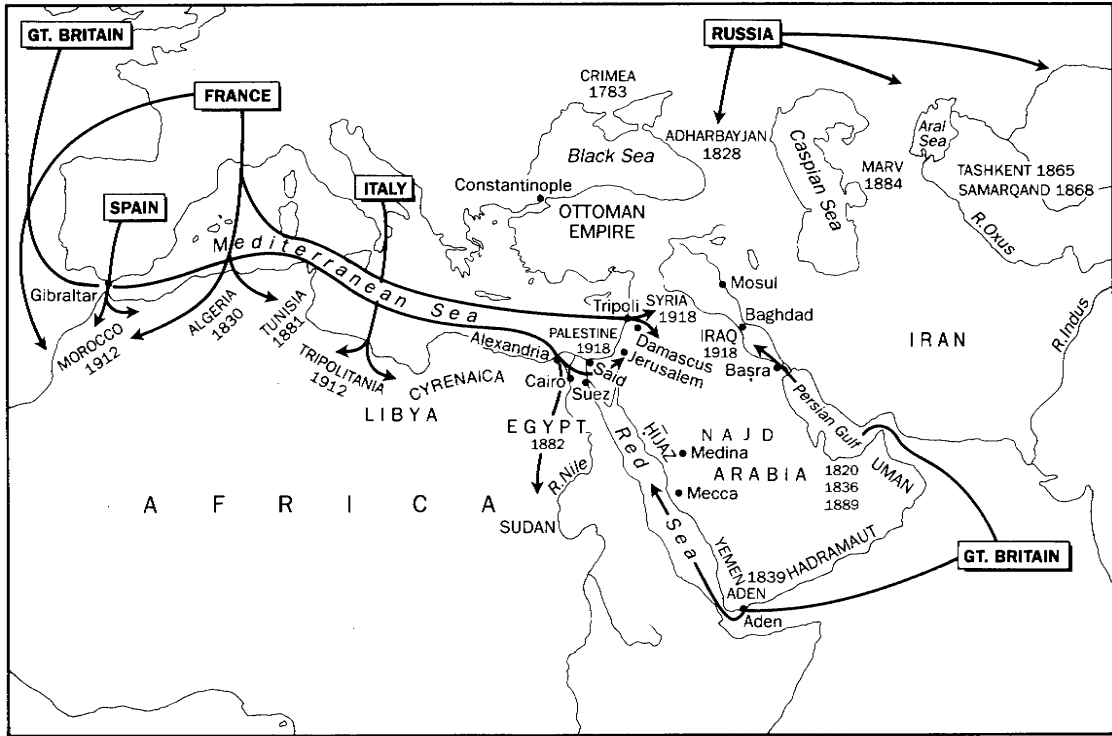 GT. BRITAIN
RUSSIA
FRANCE
CRIMEA
1783
ADHARBAYJAN
1828
Black Sea
Caspian Sea
Aral
Sea
MARV
1884
TASHKENT 1865
SAMARQAND 1868
R.Oxus
ITALY
SPAIN
Constantinople
OTTOMAN
EMPIRE
Mediterranean Sea
Gibraltar
MOROCCO
1912
ALGERIA
1830
TUNISIA
1881
TRIPOLITANIA
1912
CYRENAICA
LIBYA
Alexandria
Cairo
Said
Suez
EGYPT
1882
Tripoli
SYRIA
1918
PALESTINE
1918
Damascus
Jerusalem
Mosul
Baghdad
IRAQ
1918
Baṣra
IRAN
R.Indus
Persian Gulf
ḤIJĀZ
NAJD
Medina
ARABIA
Mecca
1820
1836
1889
UMAN
Red Sea
R.Nile
AFRICA
SUDAN
YEMEN
1839
HADRAMAUT
ADEN
Aden
GT. BRITAIN